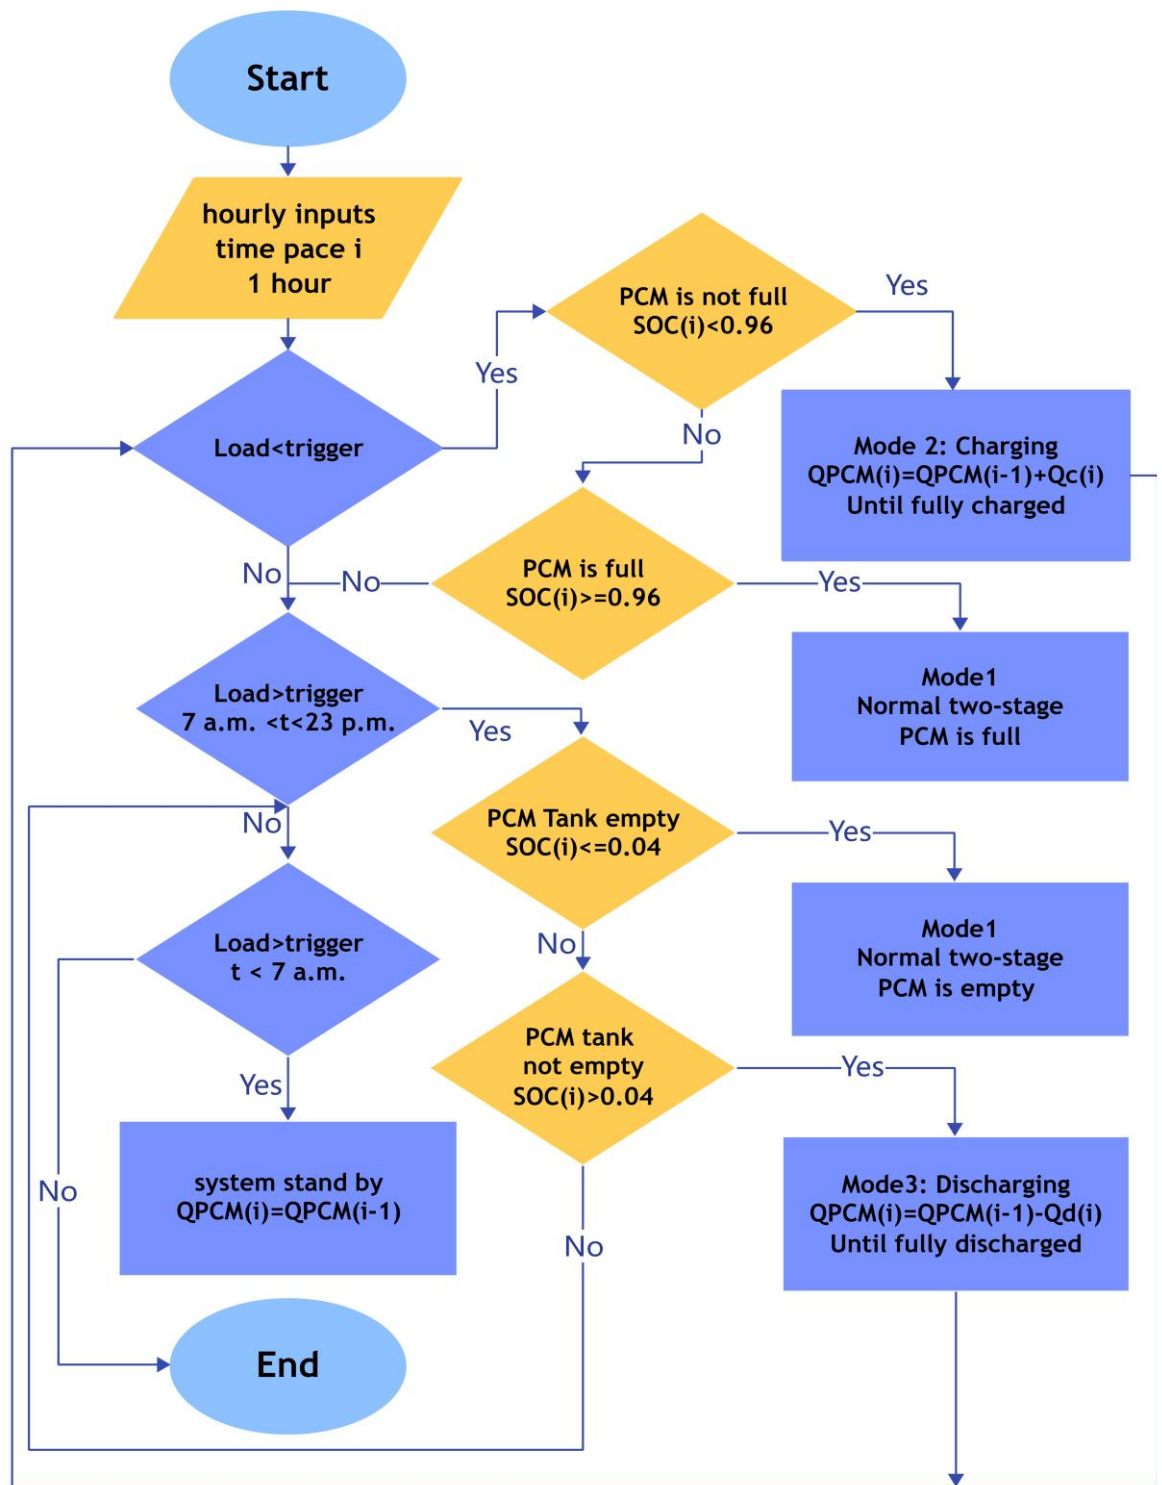 Start
hourly inputs
time pace i
1 hour
PCM is not full
SOC(i)<0.96
Yes
Yes
Load<trigger
No
Mode 2: Charging
QPCM(i)=QPCM(i-1)+Qc(i)
Until fully charged
No
No
PCM is full
SOC(i)>=0.96
Yes
Load>trigger
7 a.m. <t<23 p.m.
Yes
Mode1
Normal two-stage
PCM is full
No
PCM Tank empty
SOC(i)<=0.04
Yes
Load>trigger
t < 7 a.m.
No
Mode1
Normal two-stage
PCM is empty
PCM tank
not empty
SOC(i)>0.04
Yes
Yes
system stand by
QPCM(i)=QPCM(i-1)
No
No
Mode3: Discharging
QPCM(i)=QPCM(i-1)-Qd(i)
Until fully discharged
End